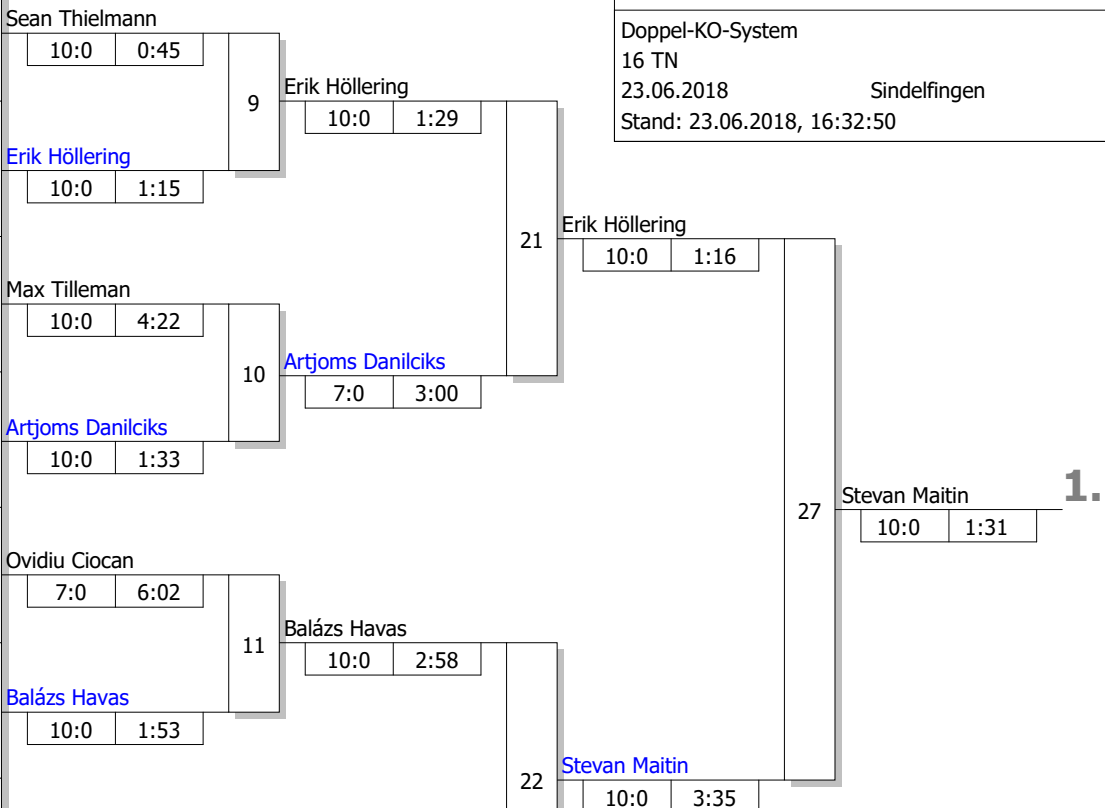 Doppel-KO-System
16 TN
23.06.2018 Sindelfingen
Stand: 23.06.2018, 16:32:50
Sean Thielmann
10:0 0:45
9
Erik Höllering
10:0 1:29
Erik Höllering
10:0 1:15
21
Erik Höllering
10:0 1:16
Max Tilleman
10:0 4:22
10
Artjoms Danilciks
7:0 3:00
Artjoms Danilciks
10:0 1:33
27
Stevan Maitin 1.
10:0 1:31
Ovidiu Ciocan
7:0 6:02
11
Balázs Havas
10:0 2:58
Balázs Havas
10:0 1:53
22
Stevan Maitin
10:0 3:35